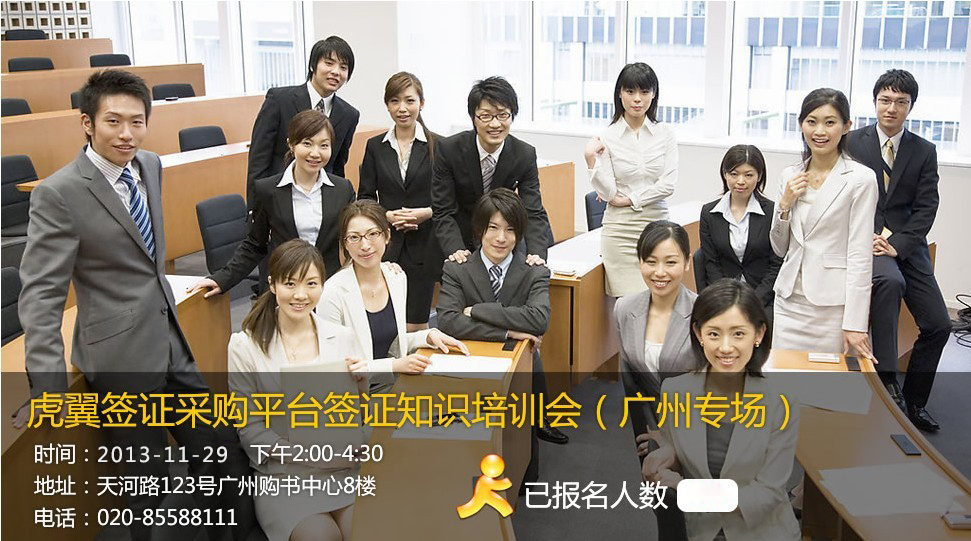 虎翼签证采购平台签证知识培训会（广州专场）
时间：2013-11-29 下午2:00-4:30
地址：天河路123号广州购书中心8楼
电话：020-85588111
已报名人数